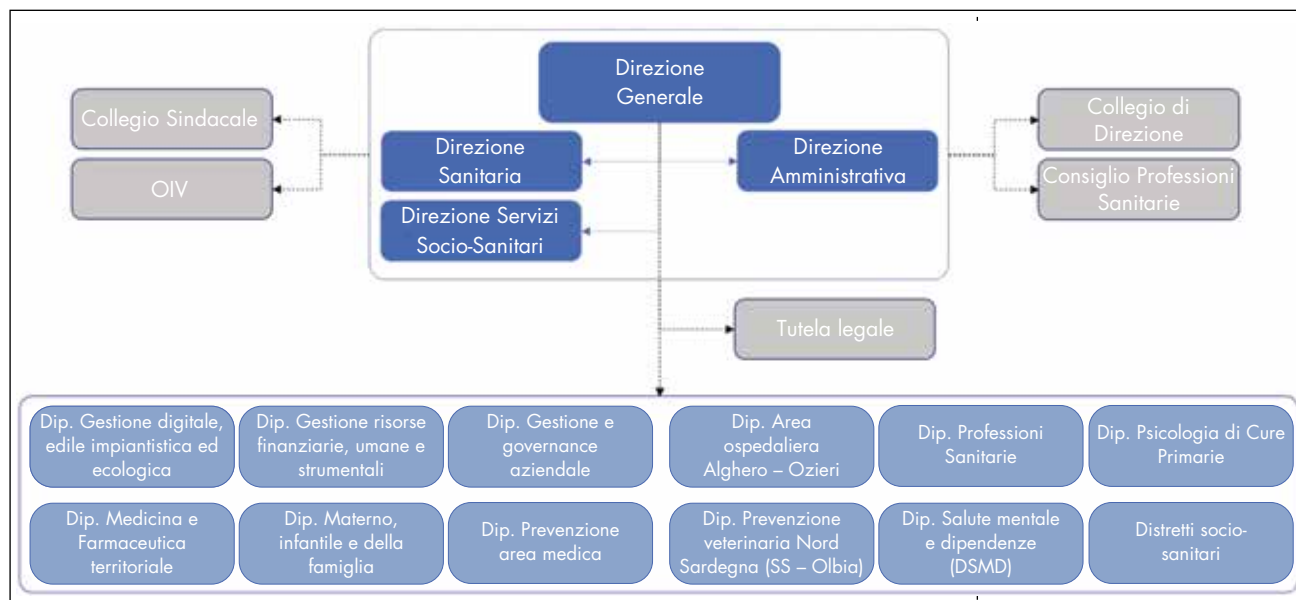 Direzione
Generale
Collegio Sindacale
OIV
Direzione
Sanitaria
Direzione
Amministrativa
Direzione Servizi
Socio-Sanitari
Collegio di
Direzione
Consiglio Professioni
Sanitarie
Tutela legale
Dip. Gestione digitale,
edile impiantistica ed
ecologica
Dip. Gestione risorse
finanziarie, umane e
strumentali
Dip. Gestione e
governance
aziendale
Dip. Area
ospedaliera
Alghero – Ozieri
Dip. Professioni
Sanitarie
Dip. Psicologia di Cure
Primarie
Dip. Medicina e
Farmaceutica
territoriale
Dip. Materno,
infantile e della
famiglia
Dip. Prevenzione
area medica
Dip. Prevenzione
veterinaria Nord
Sardegna (SS – Olbia)
Dip. Salute mentale
e dipendenze
(DSMD)
Distretti socio-
sanitari